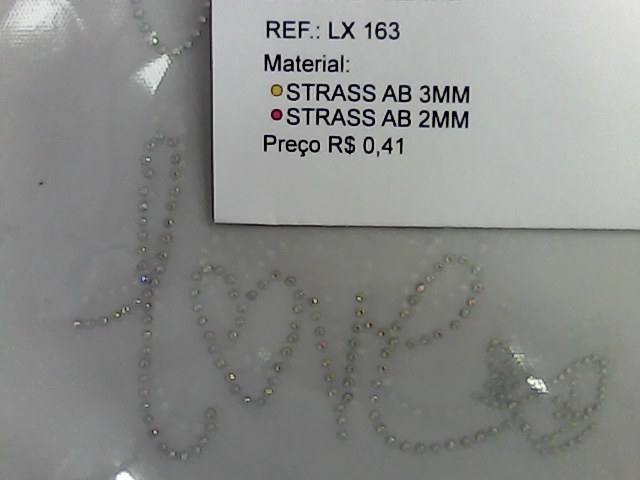 REF.: LX 163
Material:
STRASS AB 3MM
STRASS AB 2MM
Preço R$ 0,41
love